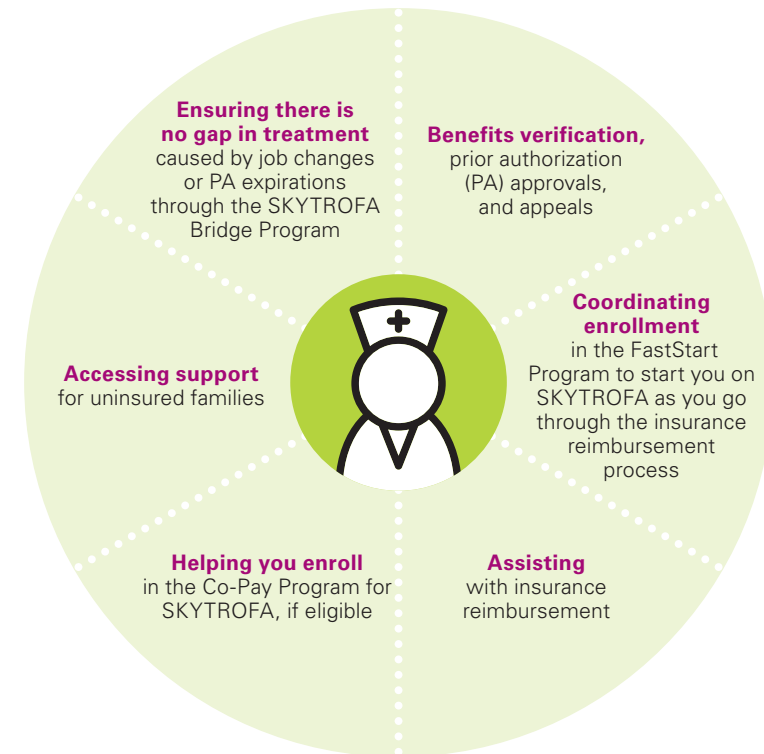 Ensuring there is
no gap in treatment
caused by job changes
or PA expirations
through the SKYTROFA
Bridge Program
Benefits verification,
prior authorization
(PA) approvals,
and appeals
Coordinating
enrollment
in the FastStart
Program to start you on
SKYTROFA as you go
through the insurance
reimbursement
process
Accessing support
for uninsured families
Helping you enroll
in the Co-Pay Program for
SKYTROFA, if eligible
Assisting
with insurance
reimbursement